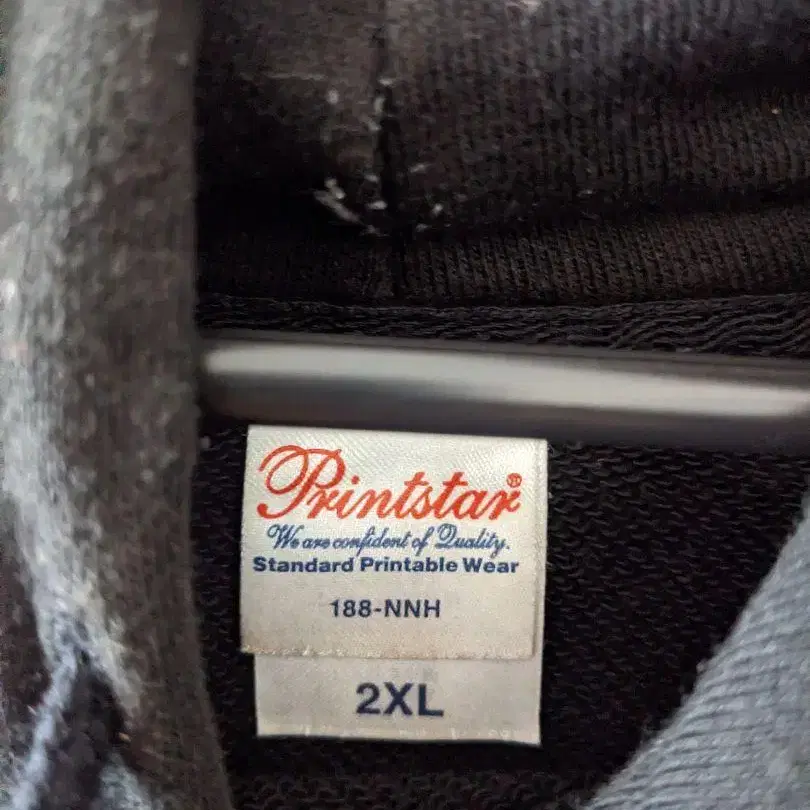 Printstar®
We are confident of Quality.
Standard Printable Wear
188-NNH
2XL